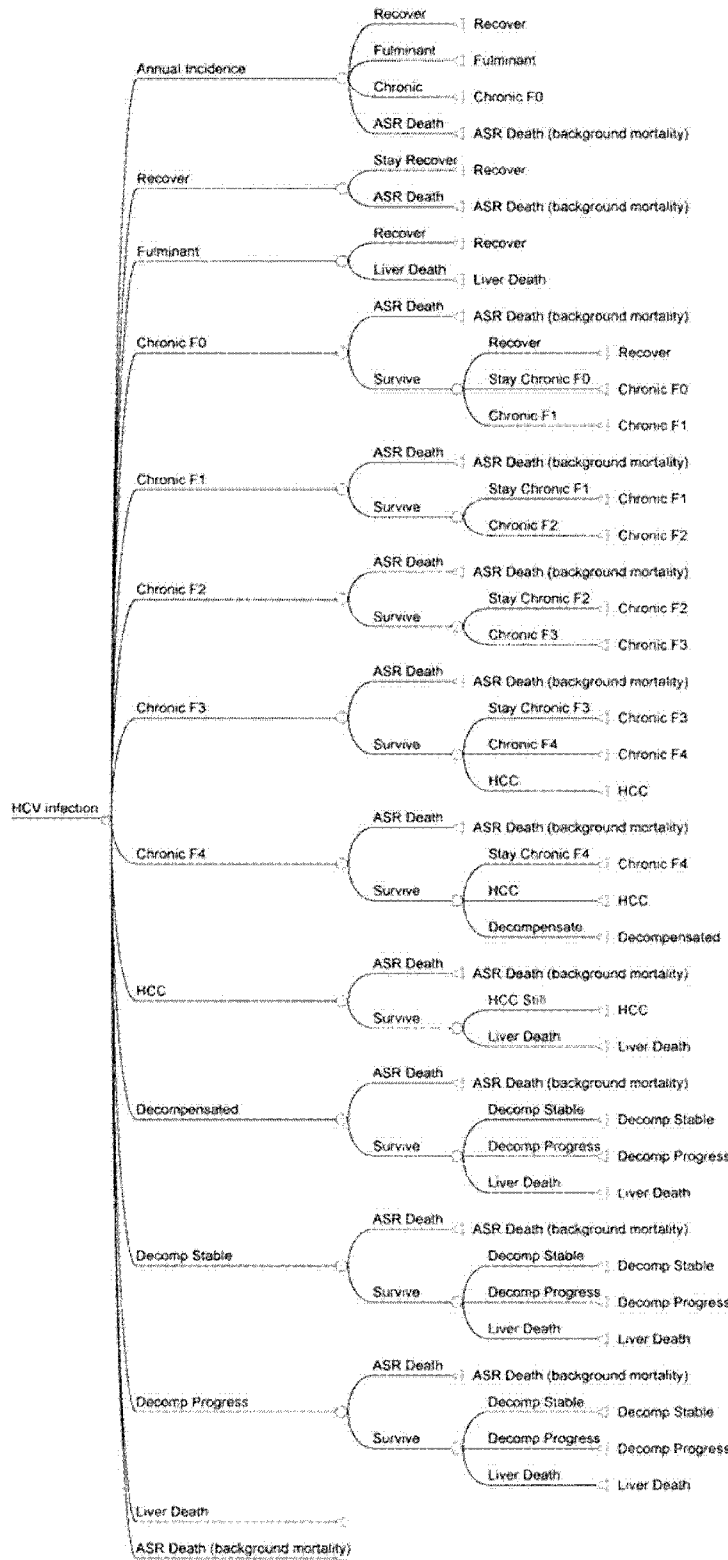 Recover
Recover
Fulminant
Fulminant
Annual Incidence
Chronic
Chronic F0
ASR Death
ASR Death (background mortality)
Stay Recover
Recover
Recover
ASR Death
ASR Death (background mortality)
Recover
Recover
Fulminant
Liver Death
Liver Death
ASR Death
ASR Death (background mortality)
Chronic F0
Recover
Recover
Survive
Stay Chronic F0
Chronic F0
Chronic F1
Chronic F1
ASR Death
ASR Death (background mortality)
Chronic F1
Stay Chronic F1
Chronic F1
Survive
Chronic F2
Chronic F2
ASR Death
ASR Death (background mortality)
Chronic F2
Stay Chronic F2
Chronic F2
Survive
Chronic F3
Chronic F3
ASR Death
ASR Death (background mortality)
Chronic F3
Stay Chronic F3
Chronic F3
Survive
Chronic F4
Chronic F4
HCC
HCC
HCV infection
ASR Death
ASR Death (background mortality)
Chronic F4
Stay Chronic F4
Chronic F4
Survive
HCC
HCC
Decompensate
Decompensated
ASR Death
ASR Death (background mortality)
HCC
HCC Still
HCC
Survive
Liver Death
Liver Death
ASR Death
ASR Death (background mortality)
Decompensated
Decomp Stable
Decomp Stable
Survive
Decomp Progress
Decomp Progress
Liver Death
Liver Death
ASR Death
ASR Death (background mortality)
Decomp Stable
Decomp Stable
Decomp Stable
Survive
Decomp Progress
Decomp Progress
Liver Death
Liver Death
ASR Death
ASR Death (background mortality)
Decomp Progress
Decomp Stable
Decomp Stable
Survive
Decomp Progress
Decomp Progress
Liver Death
Liver Death
Liver Death
ASR Death (background mortality)